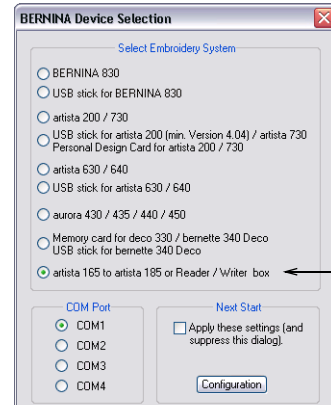 BERNINA Device Selection
Select Embroidery System
BERNINA 830
USB stick for BERNINA 830
artista 200 / 730
USB stick for artista 200 (min. Version 4.04) / artista 730
Personal Design Card for artista 200 / 730
artista 630 / 640
USB stick for artista 630 / 640
aurora 430 / 435 / 440 / 450
Memory card for deco 330 / bernette 340 Deco
USB stick for bernette 340 Deco
artista 165 to artista 185 or Reader / Writer box
COM Port
COM1
COM2
COM3
COM4
Next Start
Apply these settings (and
suppress this dialog).
Configuration